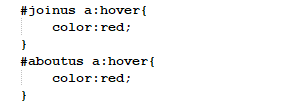 #joinus a:hover{
    color:red;
}
#aboutus a:hover{
    color:red;
}